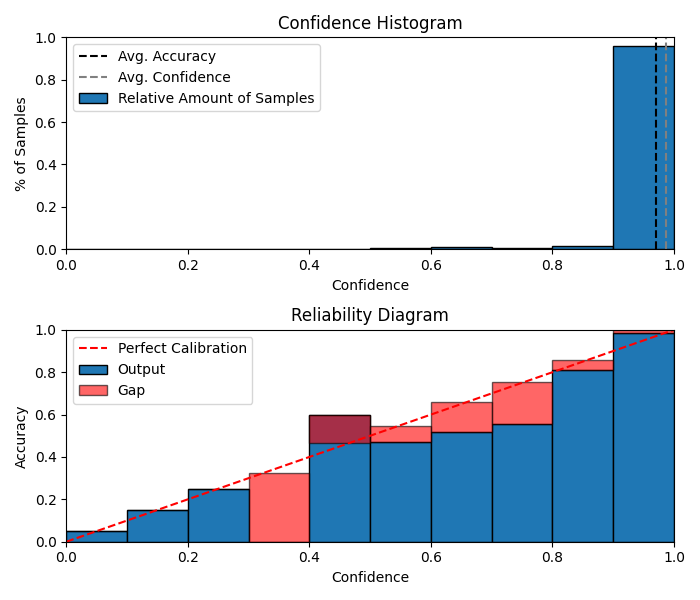 Confidence Histogram
1.0
0.8
0.6
0.4
0.2
0.0
% of Samples
Avg. Accuracy
Avg. Confidence
Relative Amount of Samples
0.0 0.2 0.4 0.6 0.8 1.0
Confidence
Reliability Diagram
1.0
0.8
0.6
0.4
0.2
0.0
Accuracy
Perfect Calibration
Output
Gap
0.0 0.2 0.4 0.6 0.8 1.0
Confidence